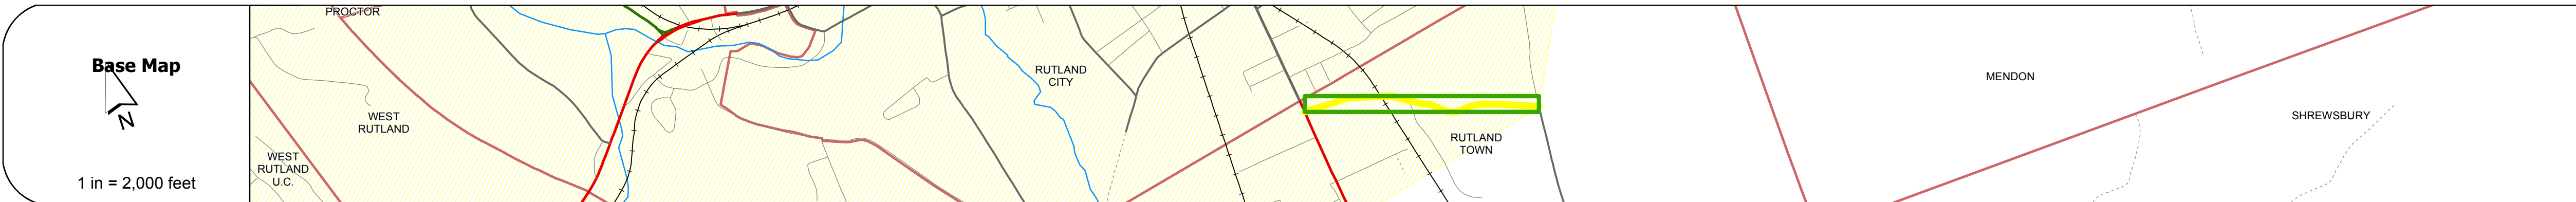 Base Map
N
1 in = 2,000 feet
PROCTOR
WEST
RUTLAND
WEST
RUTLAND
U.C.
RUTLAND
CITY
RUTLAND
TOWN
MENDON
SHREWSBURY